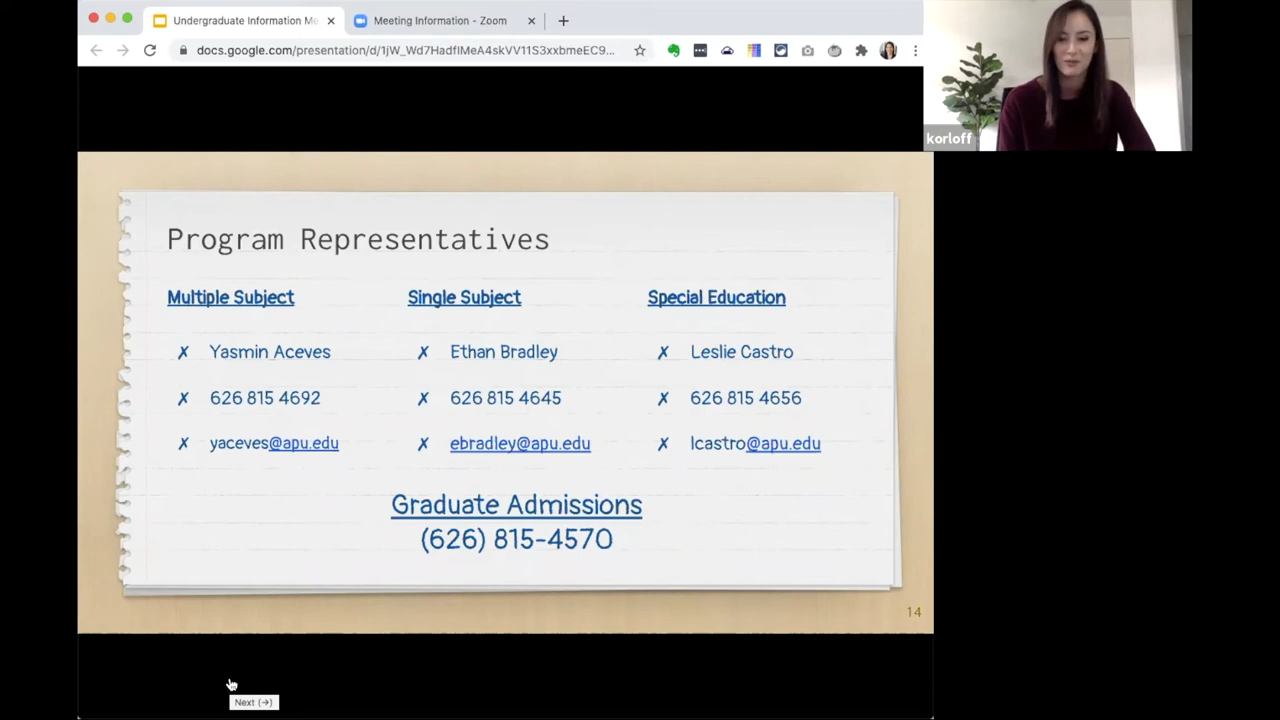 Undergraduate Information Me
Meeting Information - Zoom
docs.google.com/presentation/d/1jW_Wd7HadfIMeA4skVV11S3xxbmeEC9...
korloff
Program Representatives
Multiple Subject
✗ Yasmin Aceves
✗ 626 815 4692
✗ yaceves@apu.edu
Single Subject
✗ Ethan Bradley
✗ 626 815 4645
✗ ebradley@apu.edu
Special Education
✗ Leslie Castro
✗ 626 815 4656
✗ lcastro@apu.edu
Graduate Admissions
(626) 815-4570
14
Next (→)